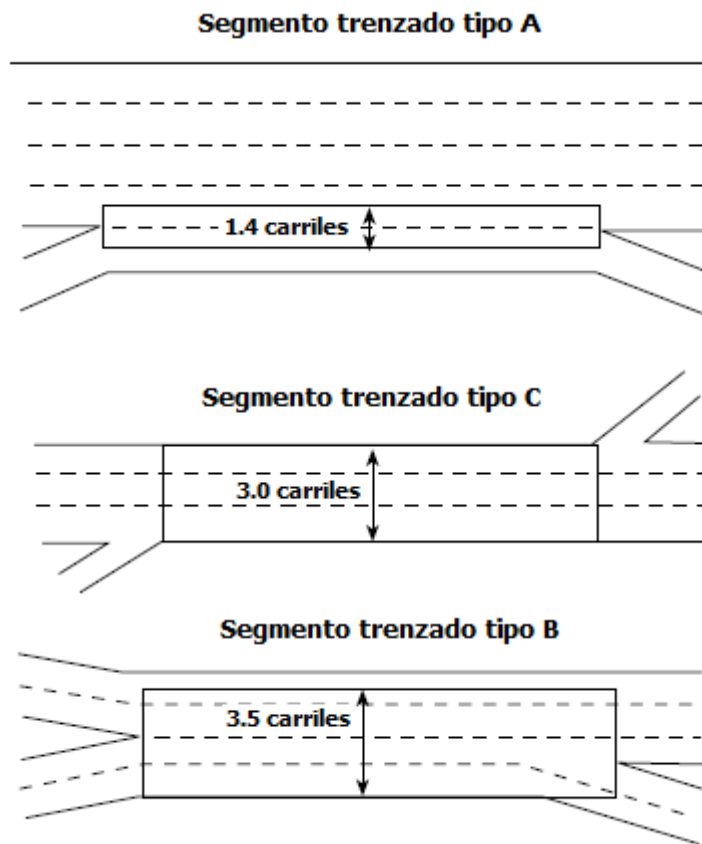 Segmento trenzado tipo A
1.4 carriles
Segmento trenzado tipo C
3.0 carriles
Segmento trenzado tipo B
3.5 carriles